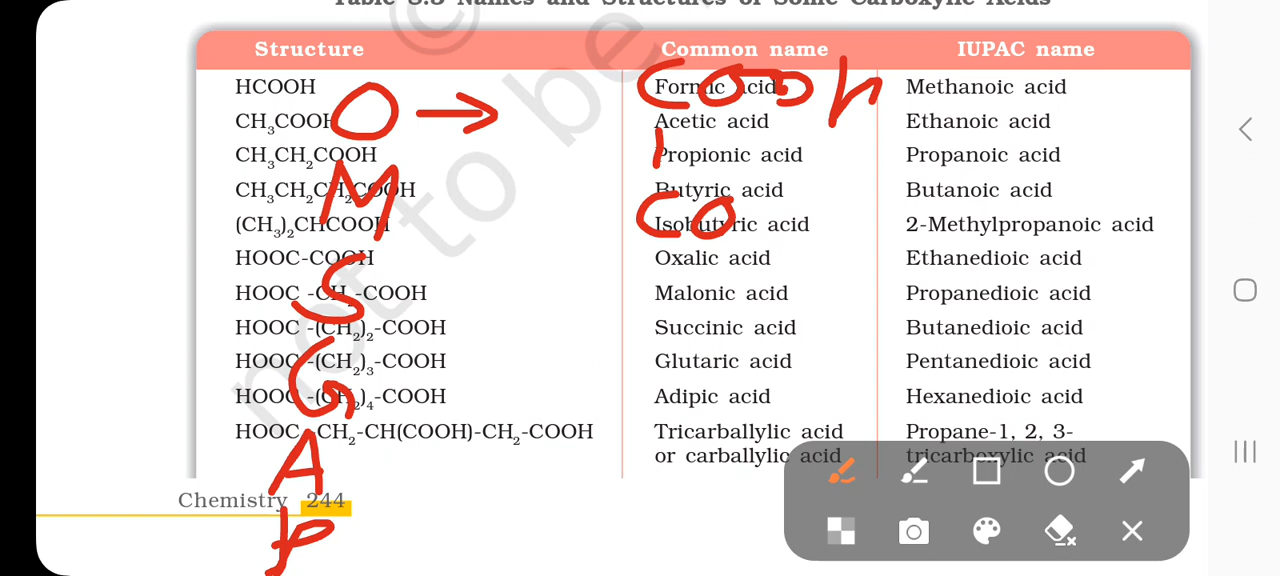 Table 8.3 Names and Structures of Some Carboxylic Acids
Structure Common name IUPAC name
HCOOH Formic acid Methanoic acid
CH₃COOH Acetic acid Ethanoic acid
CH₃CH₂COOH Propionic acid Propanoic acid
CH₃CH₂CH₂COOH Butyric acid Butanoic acid
(CH₃)₂CHCOOH Isobutyric acid 2-Methylpropanoic acid
HOOC-COOH Oxalic acid Ethanedioic acid
HOOC -CH₂-COOH Malonic acid Propanedioic acid
HOOC -(CH₂)₂-COOH Succinic acid Butanedioic acid
HOOC -(CH₂)₃-COOH Glutaric acid Pentanedioic acid
HOOC -(CH₂)₄-COOH Adipic acid Hexanedioic acid
HOOC -CH₂-CH(COOH)-CH₂-COOH Tricarballylic acid Propane-1, 2, 3-
or carballylic acid tricarboxylic acid
Chemistry 244
© not to be
O → COOh
M CO
S
G
A
P